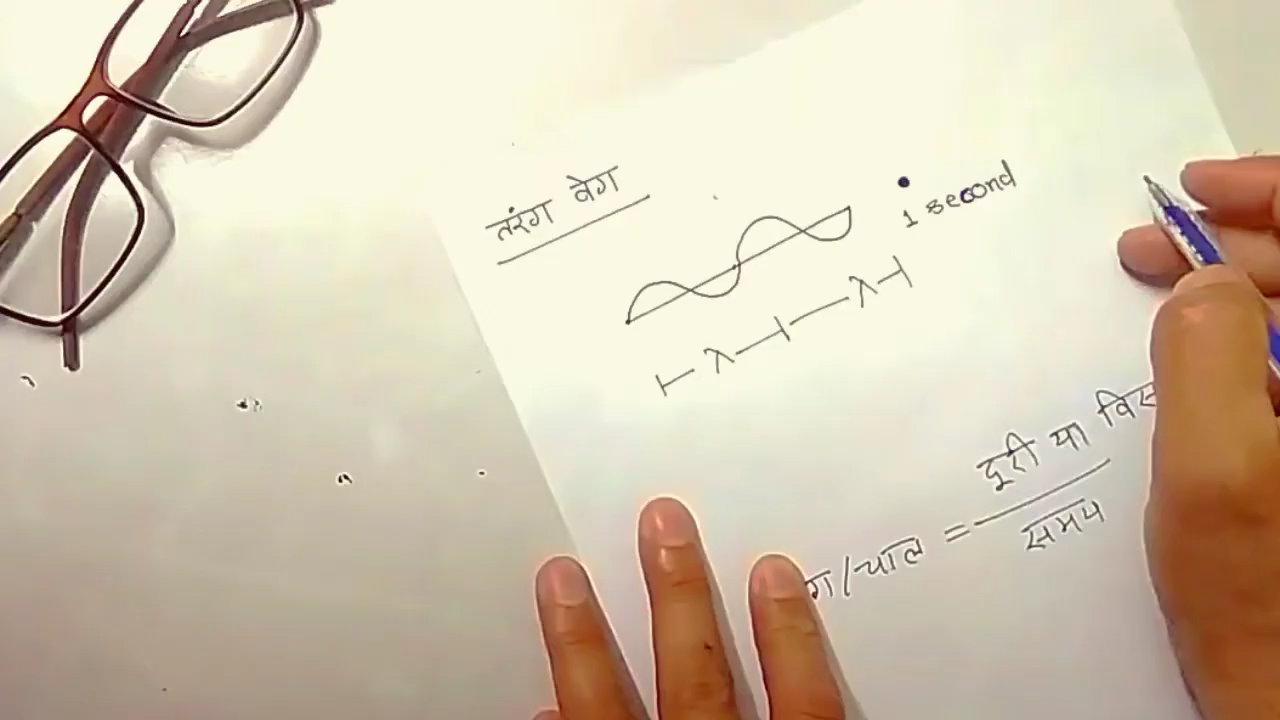 तरंग वेग
1 second
λ λ
दूरी या
ग/चाल = समय